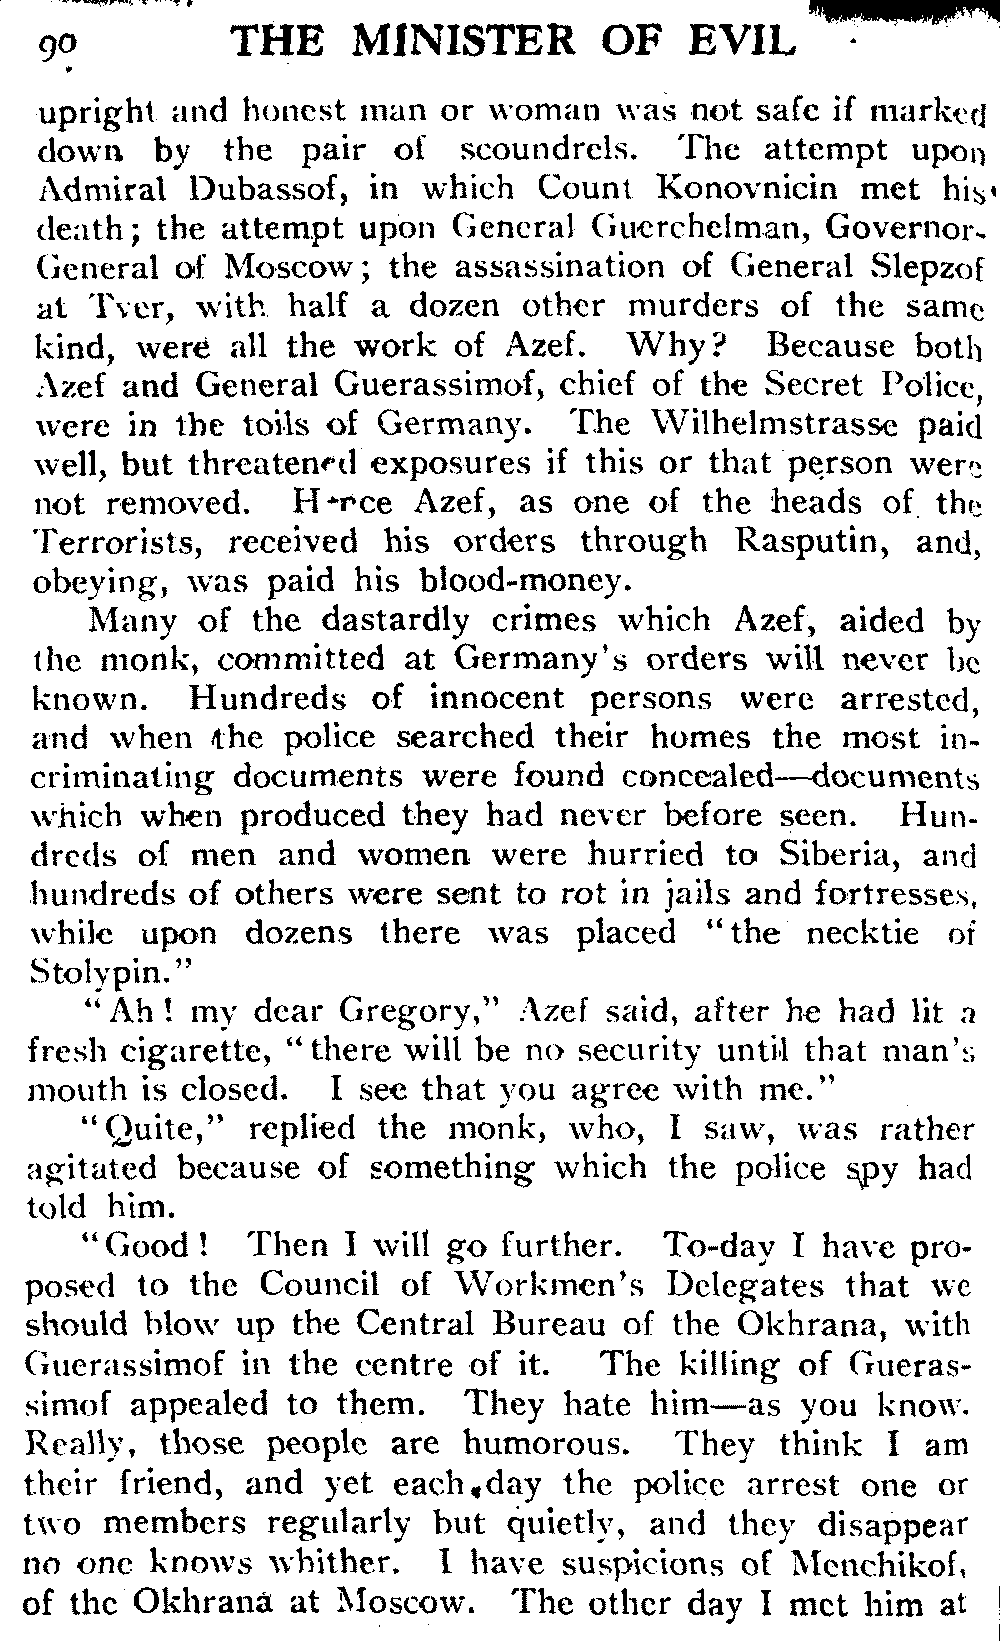 90 THE MINISTER OF EVIL
upright and honest man or woman was not safe if marked
down by the pair of scoundrels. The attempt upon
Admiral Dubassof, in which Count Konovnicin met his
death; the attempt upon General Guerchelman, Governor-
General of Moscow; the assassination of General Slepzof
at Tver, with half a dozen other murders of the same
kind, were all the work of Azef. Why? Because both
Azef and General Guerassimof, chief of the Secret Police,
were in the toils of Germany. The Wilhelmstrasse paid
well, but threatened exposures if this or that person were
not removed. Hence Azef, as one of the heads of the
Terrorists, received his orders through Rasputin, and,
obeying, was paid his blood-money.
Many of the dastardly crimes which Azef, aided by
the monk, committed at Germany's orders will never be
known. Hundreds of innocent persons were arrested,
and when the police searched their homes the most in-
criminating documents were found concealed—documents
which when produced they had never before seen. Hun-
dreds of men and women were hurried to Siberia, and
hundreds of others were sent to rot in jails and fortresses,
while upon dozens there was placed "the necktie of
Stolypin."
"Ah! my dear Gregory," Azef said, after he had lit a
fresh cigarette, "there will be no security until that man's
mouth is closed. I see that you agree with me."
"Quite," replied the monk, who, I saw, was rather
agitated because of something which the police spy had
told him.
"Good! Then I will go further. To-day I have pro-
posed to the Council of Workmen's Delegates that we
should blow up the Central Bureau of the Okhrana, with
Guerassimof in the centre of it. The killing of Gueras-
simof appealed to them. They hate him—as you know.
Really, those people are humorous. They think I am
their friend, and yet each day the police arrest one or
two members regularly but quietly, and they disappear
no one knows whither. I have suspicions of Menchikof,
of the Okhrana at Moscow. The other day I met him at